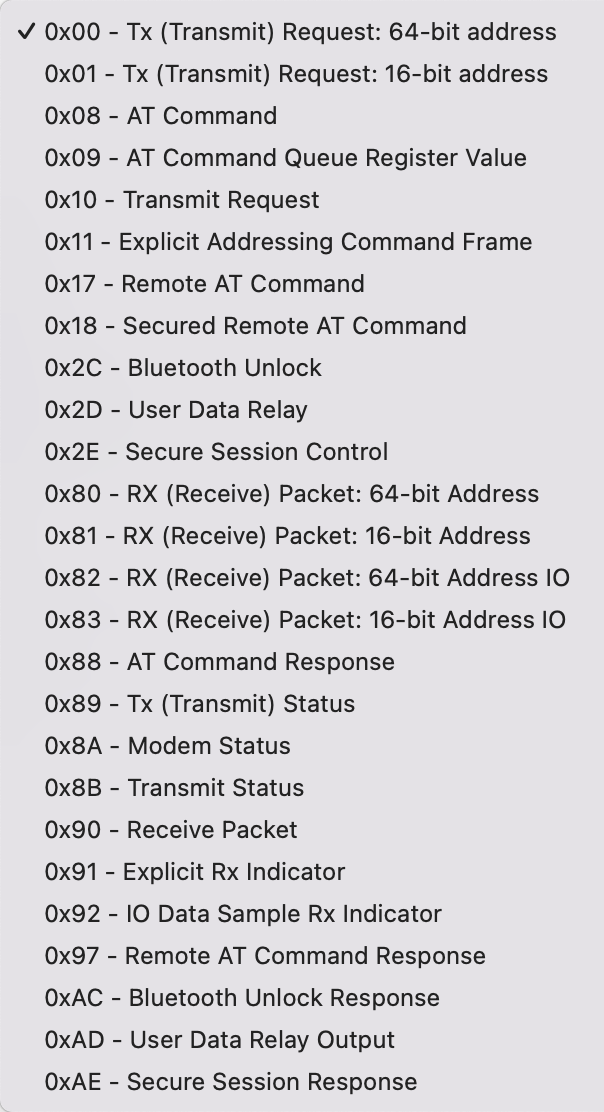 ✓ 0x00 - Tx (Transmit) Request: 64-bit address
0x01 - Tx (Transmit) Request: 16-bit address
0x08 - AT Command
0x09 - AT Command Queue Register Value
0x10 - Transmit Request
0x11 - Explicit Addressing Command Frame
0x17 - Remote AT Command
0x18 - Secured Remote AT Command
0x2C - Bluetooth Unlock
0x2D - User Data Relay
0x2E - Secure Session Control
0x80 - RX (Receive) Packet: 64-bit Address
0x81 - RX (Receive) Packet: 16-bit Address
0x82 - RX (Receive) Packet: 64-bit Address IO
0x83 - RX (Receive) Packet: 16-bit Address IO
0x88 - AT Command Response
0x89 - Tx (Transmit) Status
0x8A - Modem Status
0x8B - Transmit Status
0x90 - Receive Packet
0x91 - Explicit Rx Indicator
0x92 - IO Data Sample Rx Indicator
0x97 - Remote AT Command Response
0xAC - Bluetooth Unlock Response
0xAD - User Data Relay Output
0xAE - Secure Session Response